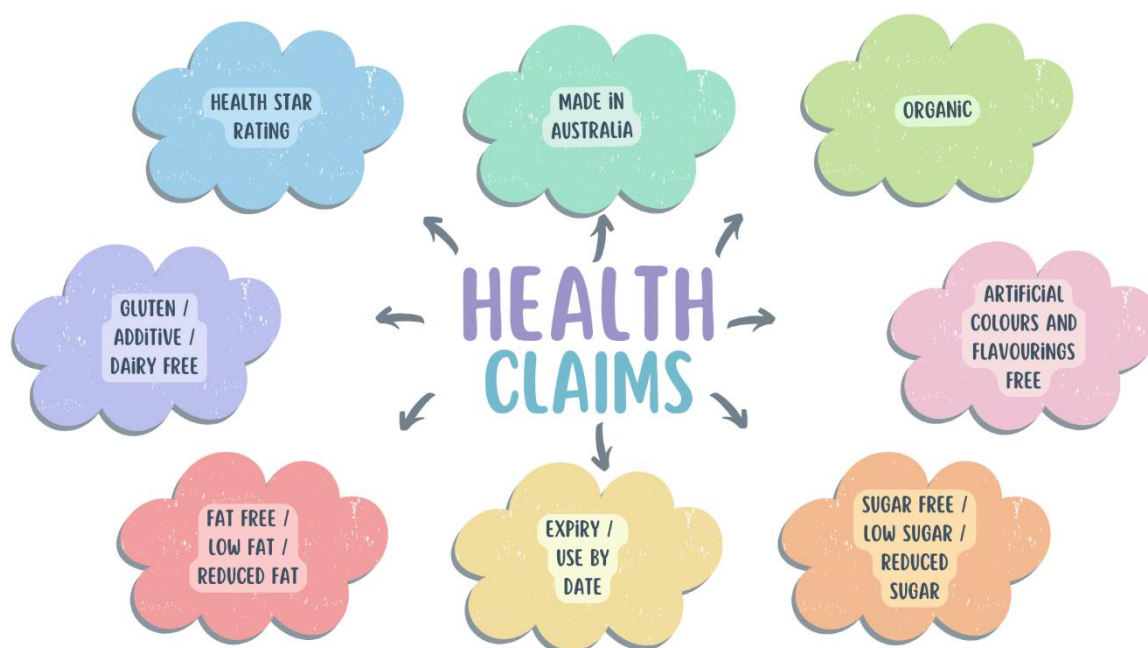 HEALTH STAR
RATING
MADE IN
AUSTRALIA
ORGANIC
HEALTH
CLAIMS
GLUTEN /
ADDITIVE /
DAIRY FREE
ARTIFICIAL
COLOURS AND
FLAVOURINGS
FREE
FAT FREE /
LOW FAT /
REDUCED FAT
EXPIRY /
USE BY
DATE
SUGAR FREE /
LOW SUGAR /
REDUCED
SUGAR